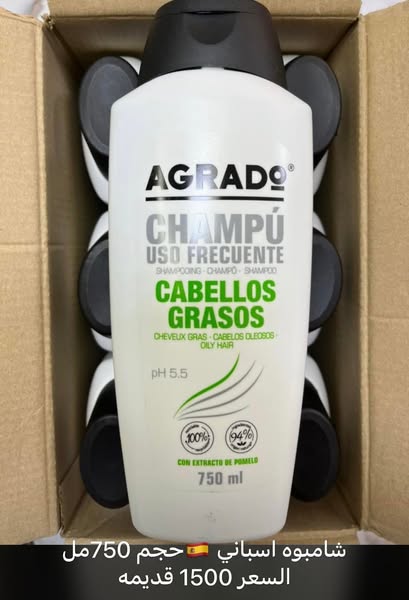 AGRADO®
CHAMPÚ
USO FRECUENTE
SHAMPOOING - CHAMPÔ - SHAMPOO
CABELLOS
GRASOS
CHEVEUX GRAS - CABELOS OLEOSOS -
OILY HAIR
pH 5.5
100%
94%
CON EXTRACTO DE POMELO
750 ml
شامبوه اسباني 🇪🇸حجم 750مل
السعر 1500 قديمه